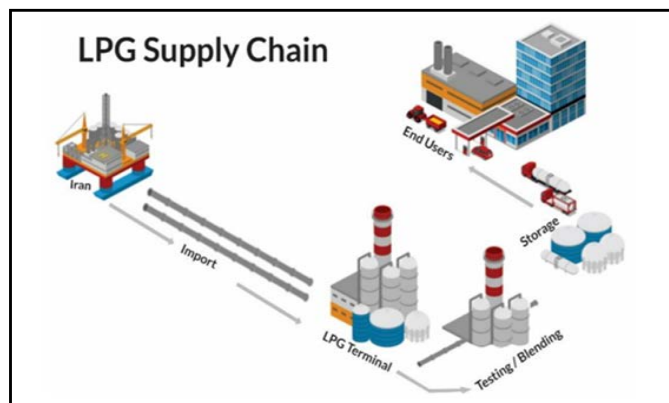 LPG Supply Chain
Iran
Import
LPG Terminal
Testing / Blending
Storage
End Users